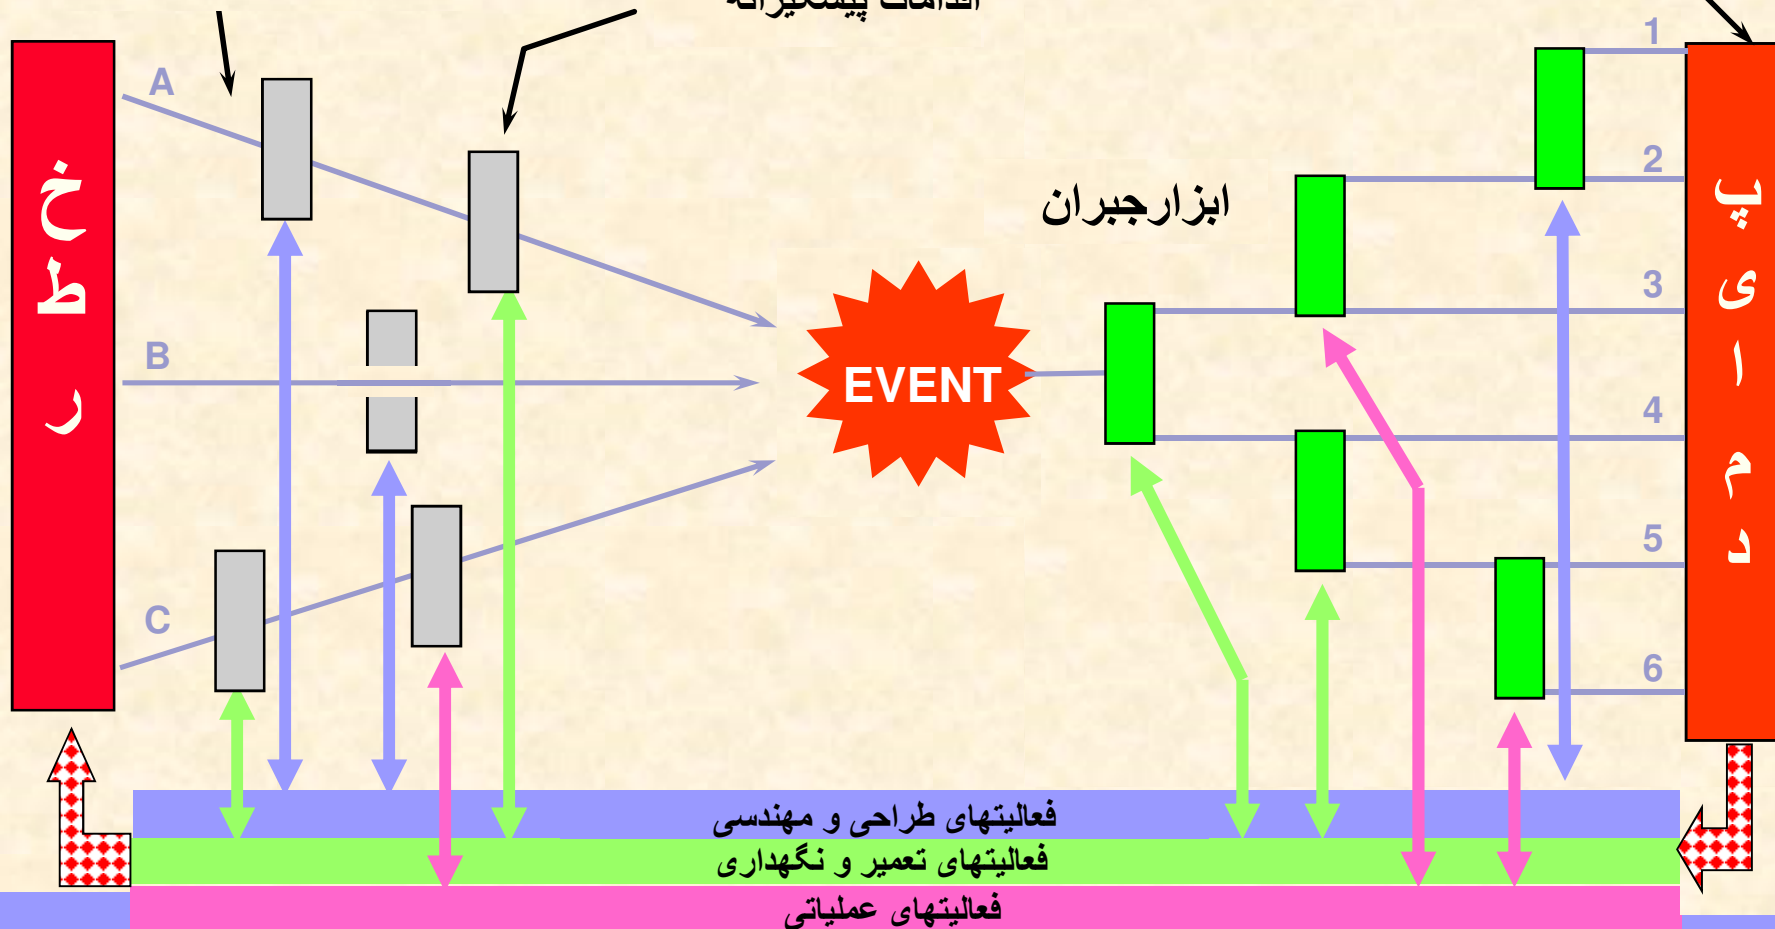 اقدامات پیشگیرانه
1
A
2
خطر
پیامد
ابزارجبران
3
B
EVENT
4
5
C
6
فعالیتهای طراحی و مهندسی
فعالیتهای تعمیر و نگهداری
فعالیتهای عملیاتی